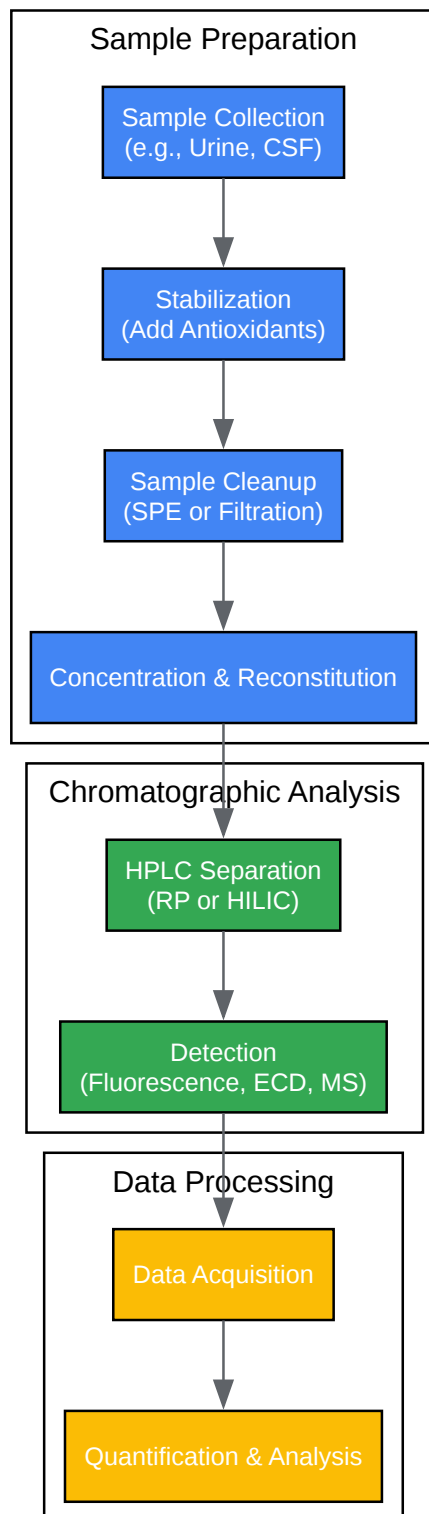 Sample Preparation
Sample Collection
(e.g., Urine, CSF)
Stabilization
(Add Antioxidants)
Sample Cleanup
(SPE or Filtration)
Concentration & Reconstitution
Chromatographic Analysis
HPLC Separation
(RP or HILIC)
Detection
(Fluorescence, ECD, MS)
Data Processing
Data Acquisition
Quantification & Analysis